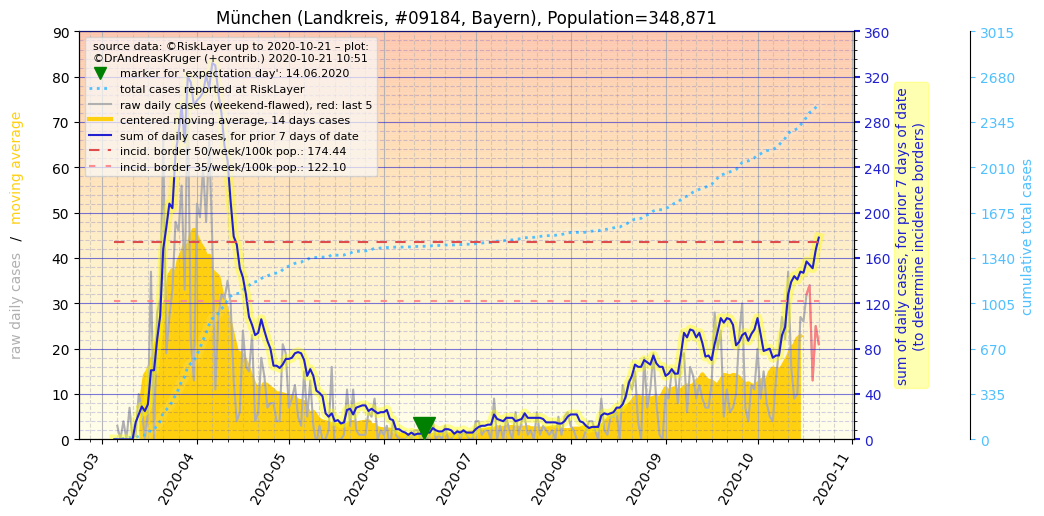 München (Landkreis, #09184, Bayern), Population=348,871
source data: ©RiskLayer up to 2020-10-21 – plot:
©DrAndreasKruger (+contrib.) 2020-10-21 10:51
marker for 'expectation day': 14.06.2020
total cases reported at RiskLayer
raw daily cases (weekend-flawed), red: last 5
centered moving average, 14 days cases
sum of daily cases, for prior 7 days of date
incid. border 50/week/100k pop.: 174.44
incid. border 35/week/100k pop.: 122.10
raw daily cases / moving average
90
80
70
60
50
40
30
20
10
0
2020-03
2020-04
2020-05
2020-06
2020-07
2020-08
2020-09
2020-10
2020-11
360
320
280
240
200
160
120
80
40
0
sum of daily cases, for prior 7 days of date
(to determine incidence borders)
3015
2680
2345
2010
1675
1340
1005
670
335
0
cumulative total cases